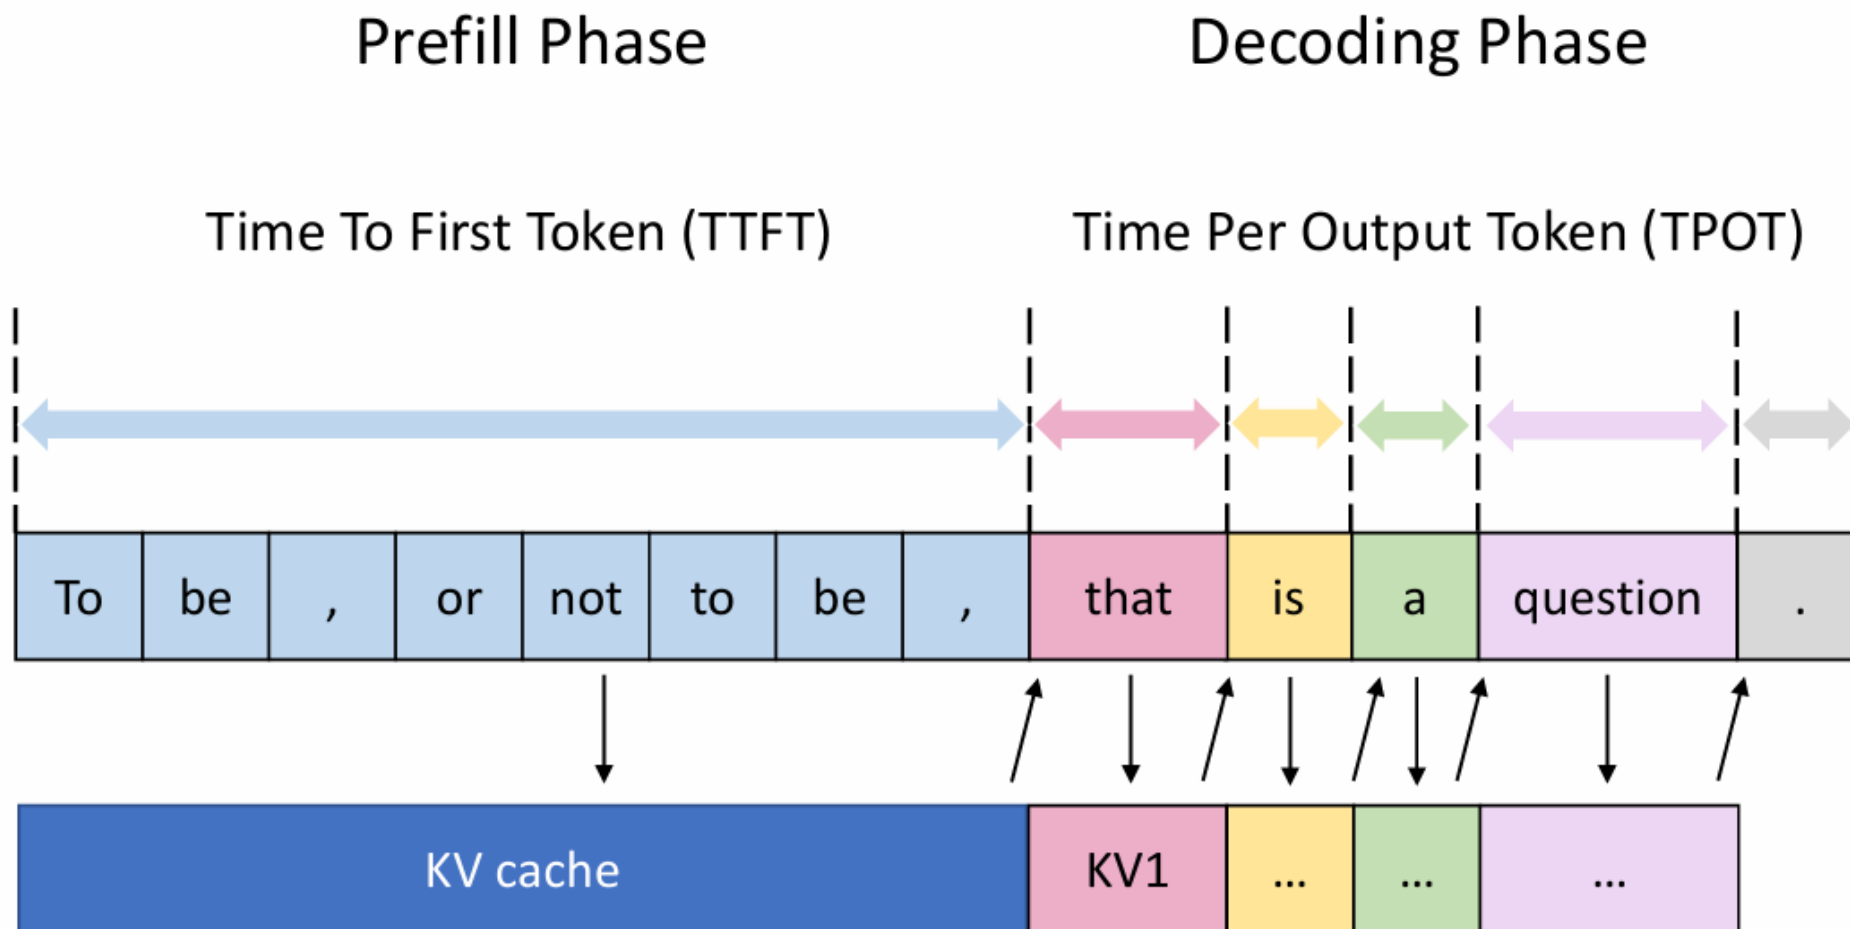 Prefill Phase Decoding Phase
Time To First Token (TTFT) Time Per Output Token (TPOT)
To be , or not to be , that is a question .
KV cache KV1 ... ... ...